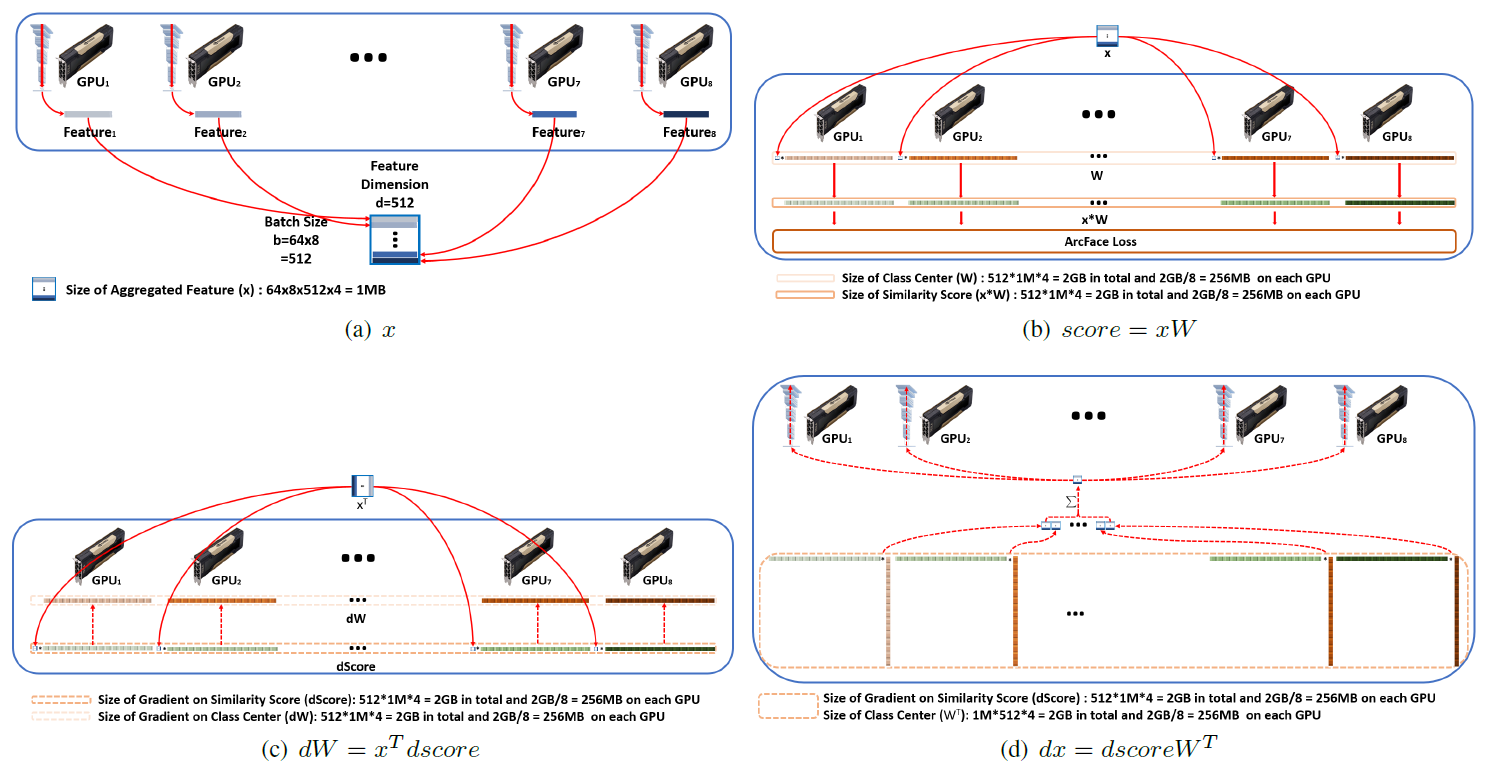 GPU1
GPU2
GPU7
GPU8
Feature1
Feature2
Feature7
Feature8
Feature
Dimension
d=512
Batch Size
b=64x8
=512
Size of Aggregated Feature (x) : 64x8x512x4 = 1MB
(a) x
x
GPU1
GPU2
GPU7
GPU8
W
x*W
ArcFace Loss
Size of Class Center (W) : 512*1M*4 = 2GB in total and 2GB/8 = 256MB on each GPU
Size of Similarity Score (x*W) : 512*1M*4 = 2GB in total and 2GB/8 = 256MB on each GPU
(b) score = xW
xT
GPU1
GPU2
GPU7
GPU8
dW
dScore
Size of Gradient on Similarity Score (dScore): 512*1M*4 = 2GB in total and 2GB/8 = 256MB on each GPU
Size of Gradient on Class Center (dW): 512*1M*4 = 2GB in total and 2GB/8 = 256MB on each GPU
(c) dW = x^T dscore
GPU1
GPU2
GPU7
GPU8
∑
Size of Gradient on Similarity Score (dScore) : 512*1M*4 = 2GB in total and 2GB/8 = 256MB on each GPU
Size of Class Center (WT): 1M*512*4 = 2GB in total and 2GB/8 = 256MB on each GPU
(d) dx = dscoreW^T